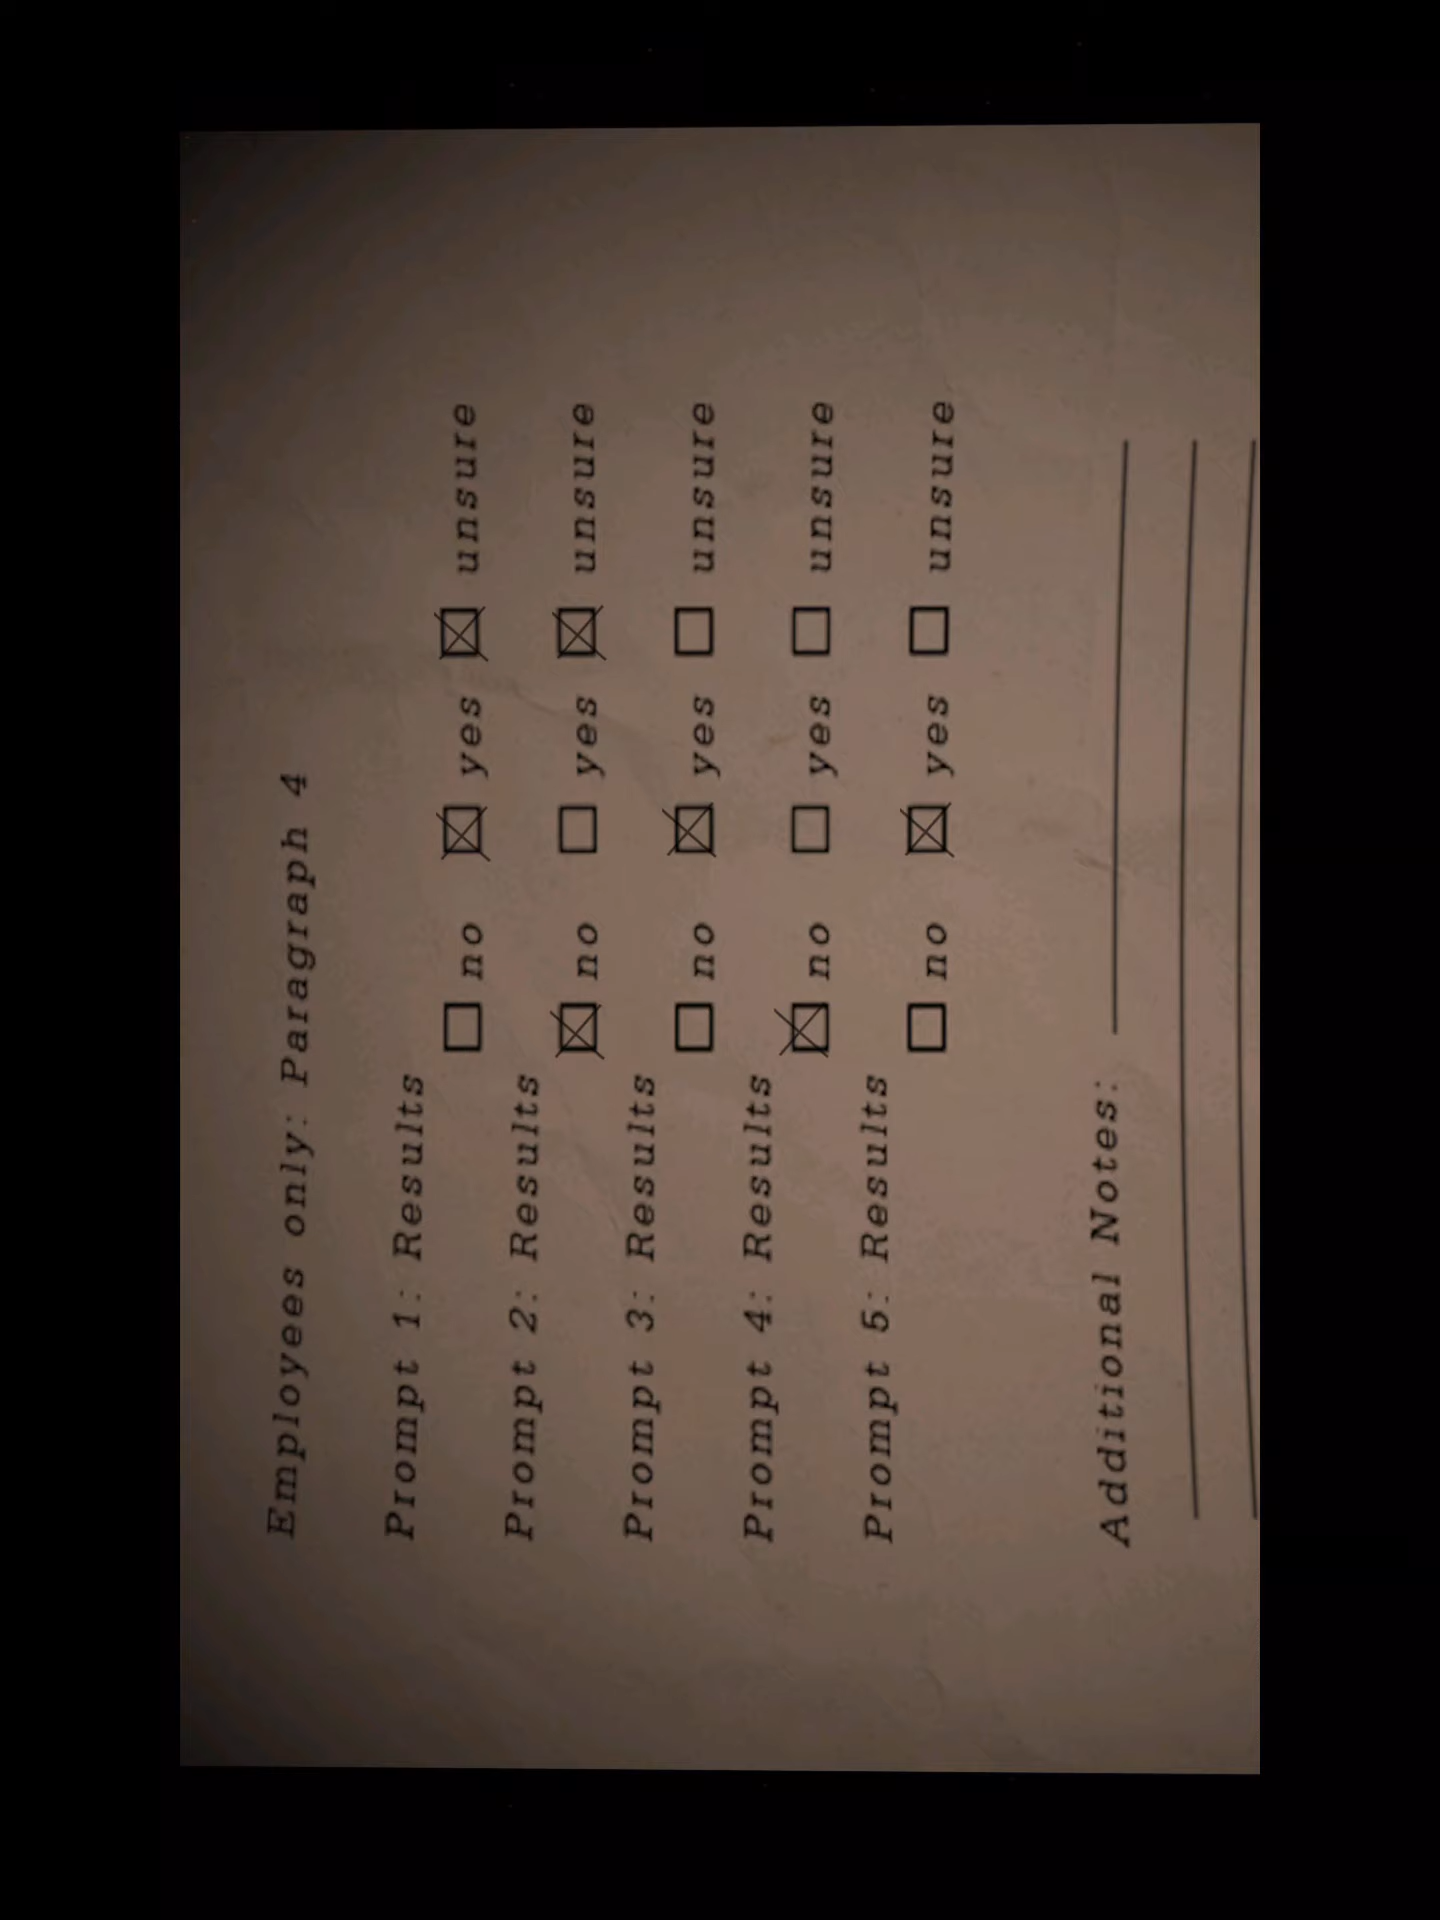 Employees only: Paragraph 4
Prompt 1: Results
☐ no ☒ yes ☒ unsure
Prompt 2: Results
☒ no ☐ yes ☒ unsure
Prompt 3: Results
☐ no ☒ yes ☐ unsure
Prompt 4: Results
☒ no ☐ yes ☐ unsure
Prompt 5: Results
☐ no ☒ yes ☐ unsure
Additional Notes: